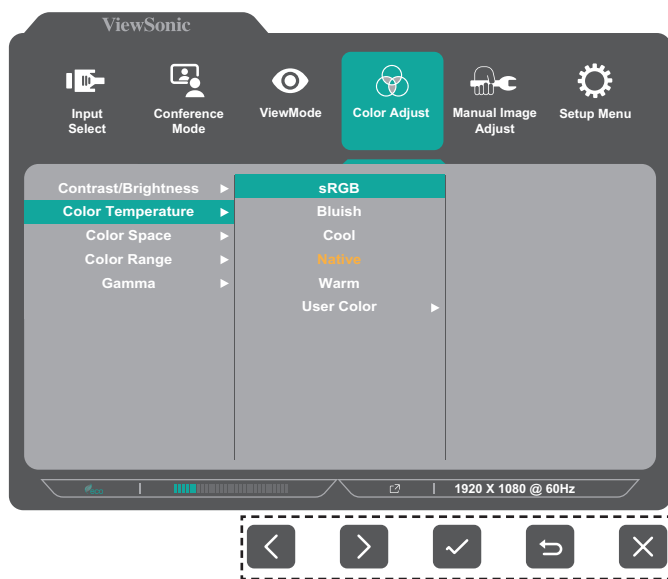 ViewSonic
Input
Select
Conference
Mode
ViewMode
Color Adjust
Manual Image
Adjust
Setup Menu
Contrast/Brightness
Color Temperature
Color Space
Color Range
Gamma
sRGB
Bluish
Cool
Native
Warm
User Color
eco
1920 X 1080 @ 60Hz